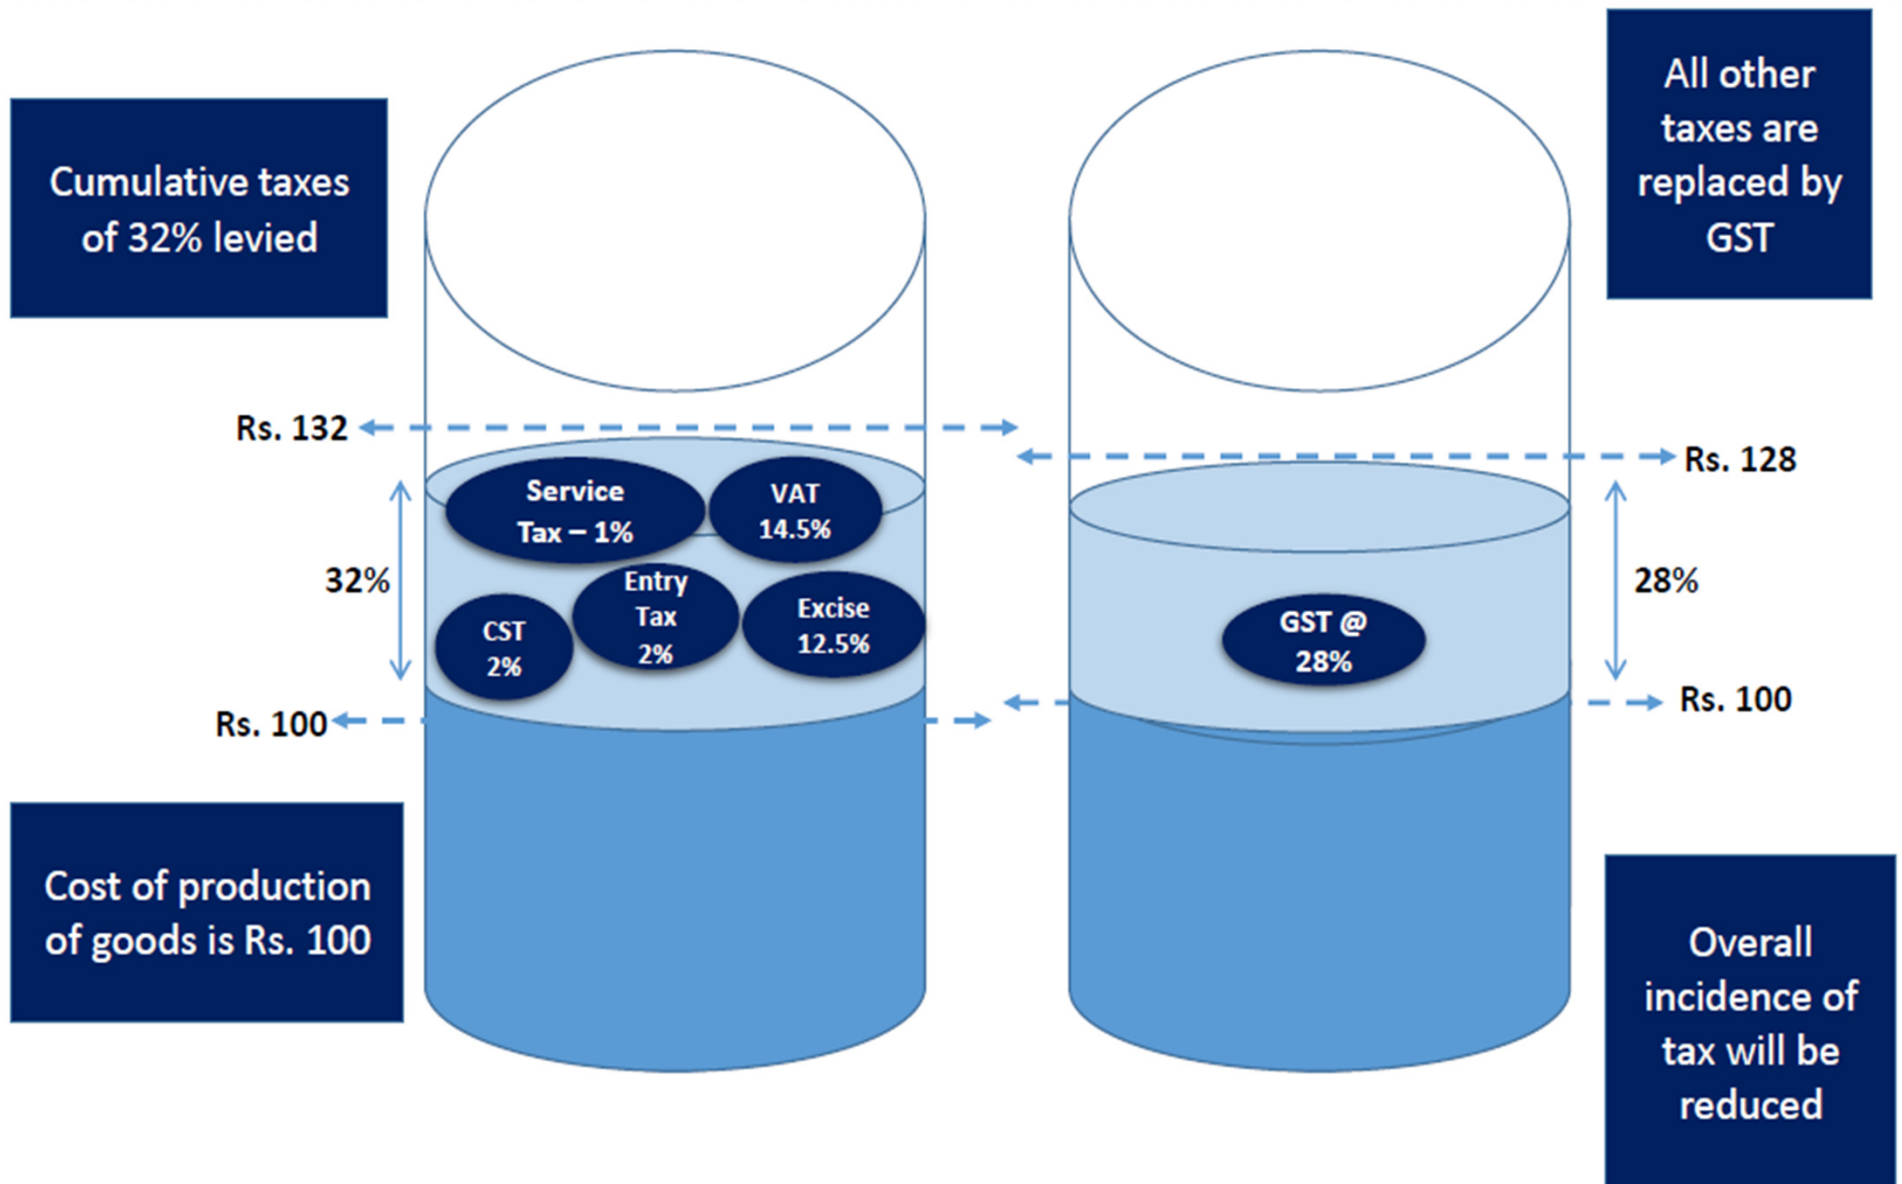 Cumulative taxes
of 32% levied
Rs. 132
32%
Service
Tax – 1%
VAT
14.5%
CST
2%
Entry
Tax
2%
Excise
12.5%
Rs. 100
Cost of production
of goods is Rs. 100
All other
taxes are
replaced by
GST
Rs. 128
28%
GST @
28%
Rs. 100
Overall
incidence of
tax will be
reduced